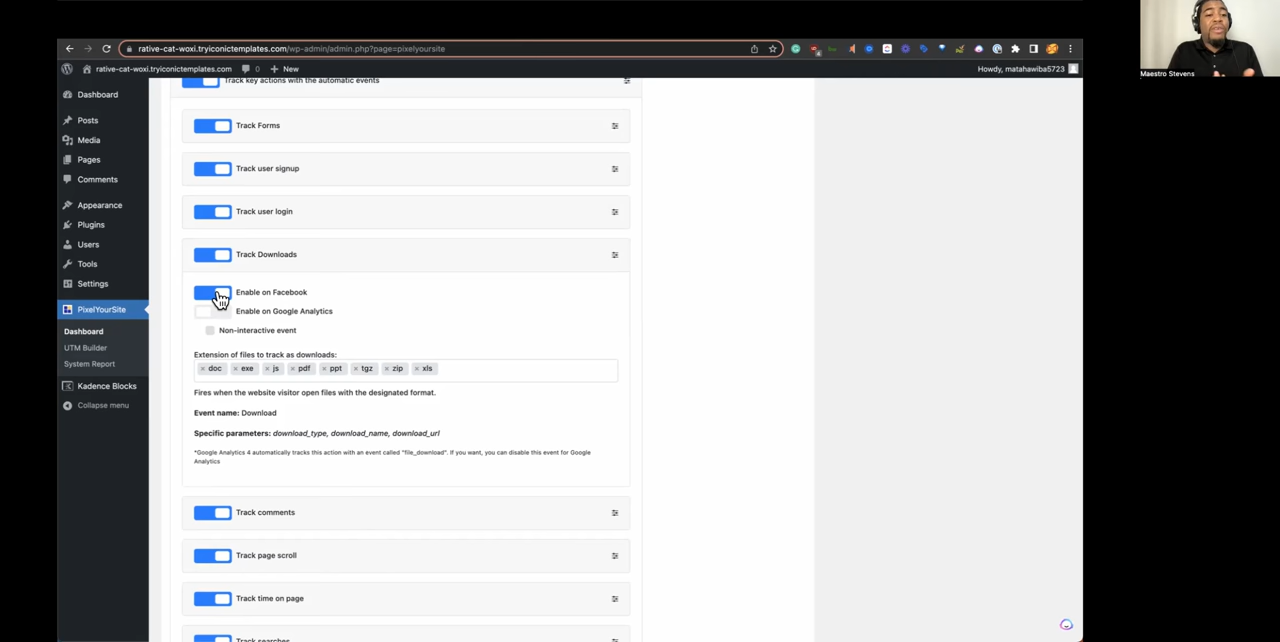 rative-cat-woxi.tryiconictemplates.com/wp-admin/admin.php?page=pixelyoursite
rative-cat-woxi.tryiconictemplates.com 0 New Howdy, matahawiba5723
Maestro Stevens
Dashboard
Posts
Media
Pages
Comments
Appearance
Plugins
Users
Tools
Settings
PixelYourSite
Dashboard
UTM Builder
System Report
Kadence Blocks
Collapse menu
Track key actions with the automatic events
Track Forms
Track user signup
Track user login
Track Downloads
Enable on Facebook
Enable on Google Analytics
Non-interactive event
Extension of files to track as downloads:
× doc × exe × js × pdf × ppt × tgz × zip × xls
Fires when the website visitor open files with the designated format.
Event name: Download
Specific parameters: download_type, download_name, download_url
*Google Analytics 4 automatically tracks this action with an event called "file_download". If you want, you can disable this event for Google
Analytics
Track comments
Track page scroll
Track time on page
Track searches